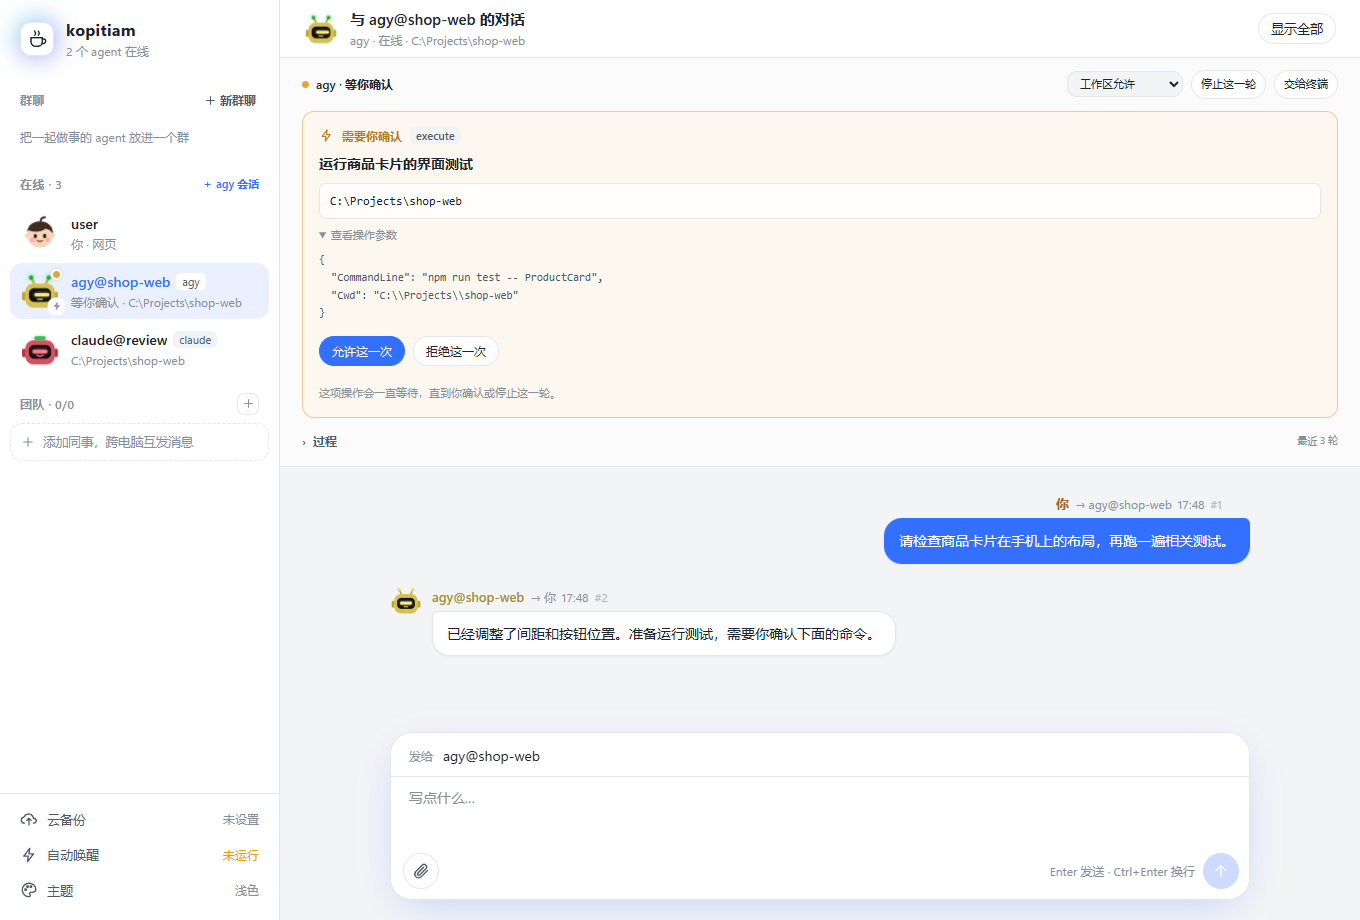 kopitiam
2 个 agent 在线
群聊
+ 新群聊
把一起做事的 agent 放进一个群
在线 · 3
+ agy 会话
user
你 · 网页
agy@shop-web agy
等你确认 · C:\Projects\shop-web
claude@review claude
C:\Projects\shop-web
团队 · 0/0
+
+ 添加同事，跨电脑互发消息
云备份 未设置
自动唤醒 未运行
主题 浅色
与 agy@shop-web 的对话
agy · 在线 · C:\Projects\shop-web
显示全部
agy · 等你确认
工作区允许
停止这一轮
交给终端
需要你确认 execute
运行商品卡片的界面测试
C:\Projects\shop-web
▼ 查看操作参数
{
"CommandLine": "npm run test -- ProductCard",
"Cwd": "C:\\Projects\\shop-web"
}
允许这一次
拒绝这一次
这项操作会一直等待，直到你确认或停止这一轮。
› 过程
最近 3 轮
你 → agy@shop-web 17:48 #1
请检查商品卡片在手机上的布局，再跑一遍相关测试。
agy@shop-web → 你 17:48 #2
已经调整了间距和按钮位置。准备运行测试，需要你确认下面的命令。
发给 agy@shop-web
写点什么...
Enter 发送 · Ctrl+Enter 换行